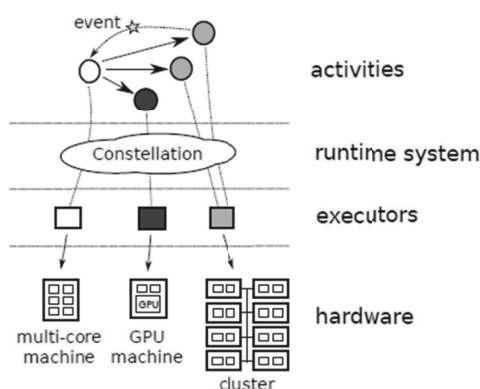 event
activities
Constellation
runtime system
executors
GPU
hardware
multi-core
machine
GPU
machine
cluster